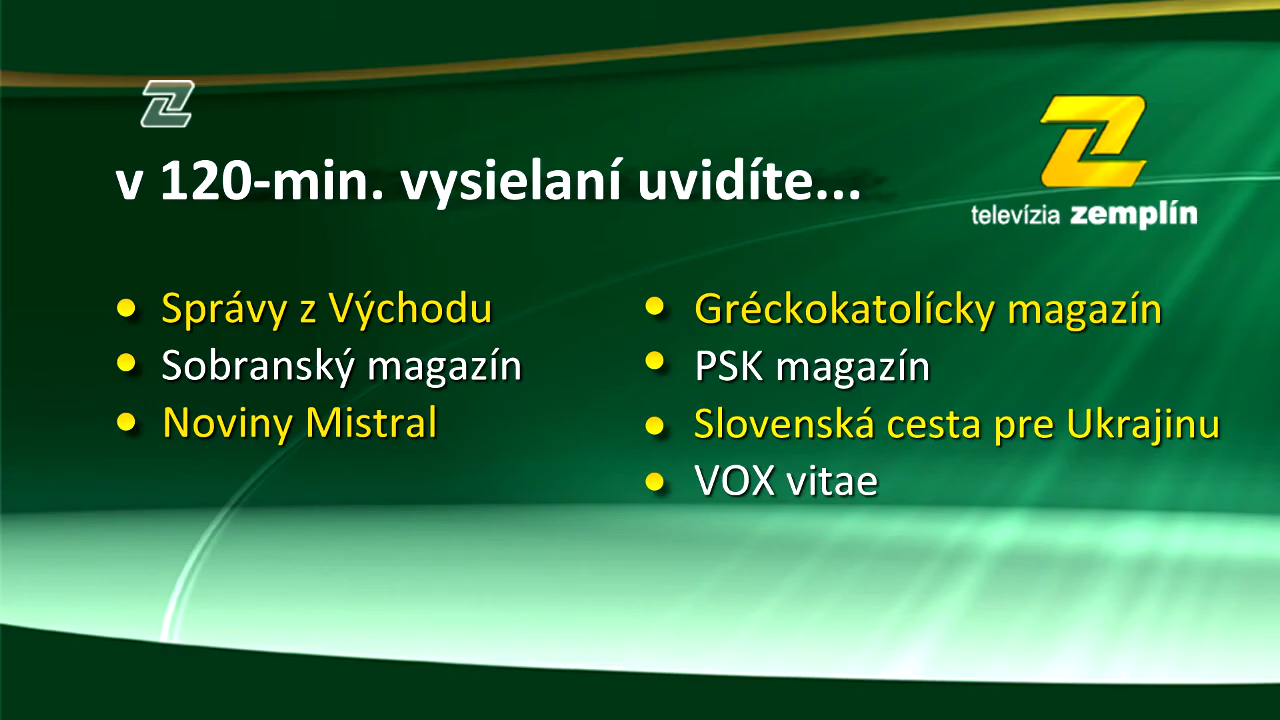 v 120-min. vysielaní uvidíte...
televízia zemplín
Správy z Východu
Sobranský magazín
Noviny Mistral
Gréckokatolícky magazín
PSK magazín
Slovenská cesta pre Ukrajinu
VOX vitae